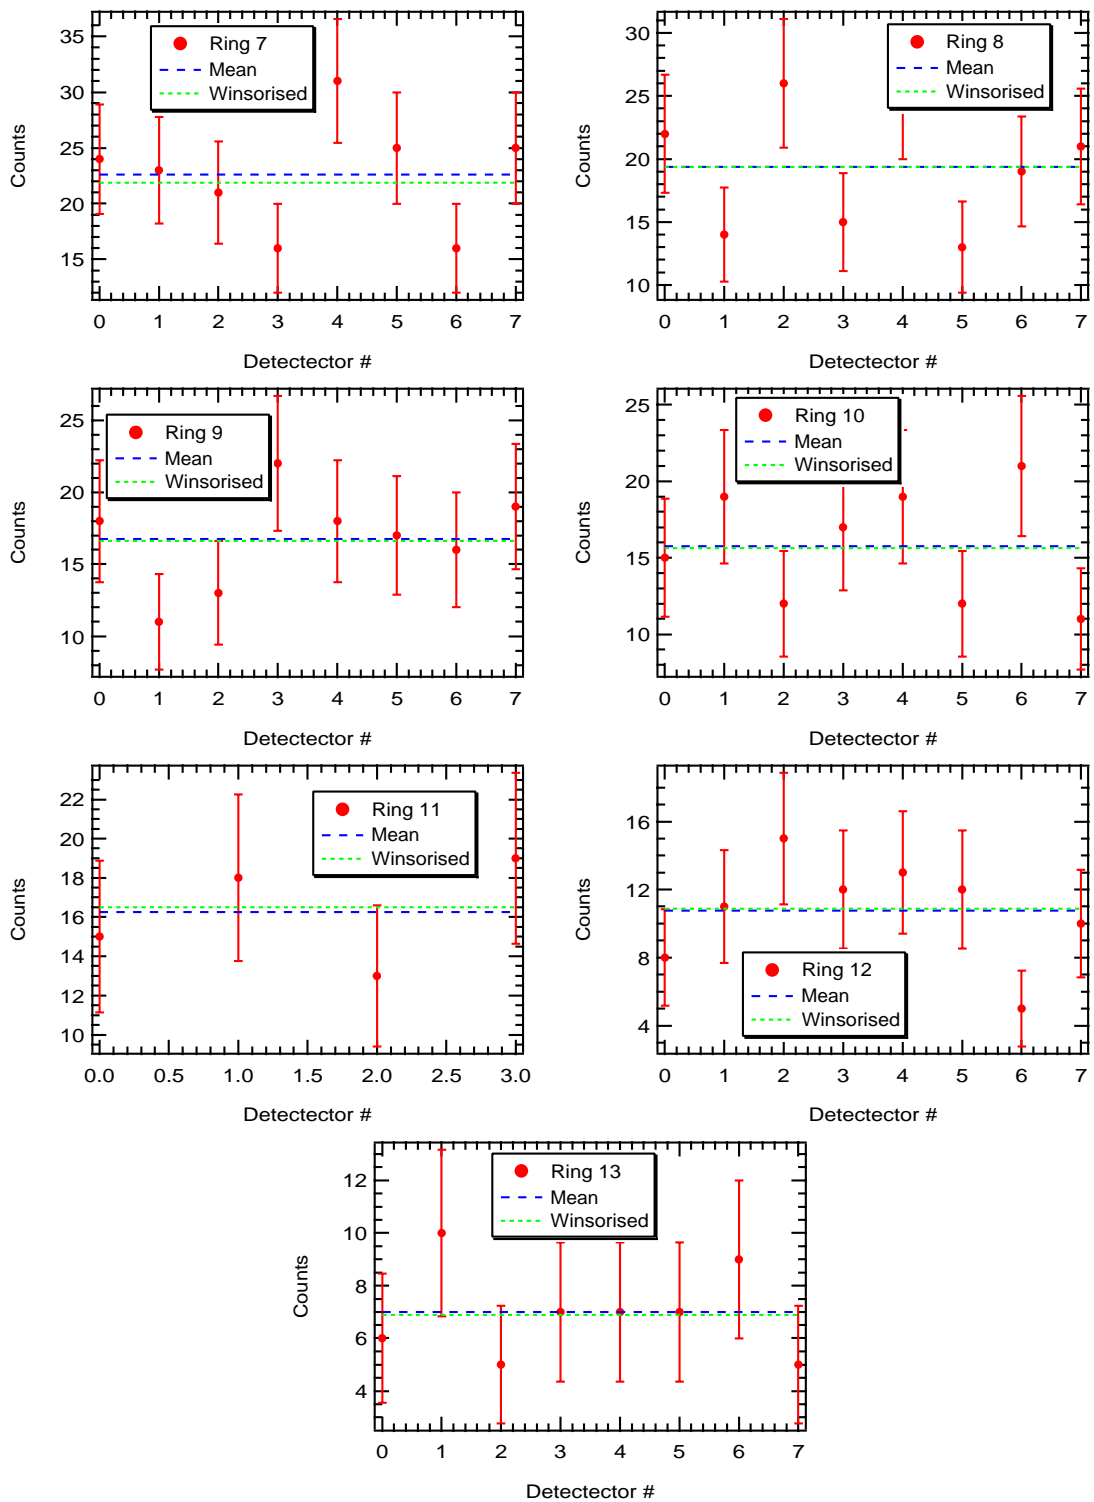 35
30
25
20
15
Counts
Ring 7
Mean
Winsorised
0 1 2 3 4 5 6 7
Detectector #
30
25
20
15
10
Counts
Ring 8
Mean
Winsorised
0 1 2 3 4 5 6 7
Detectector #
25
20
15
10
Counts
Ring 9
Mean
Winsorised
0 1 2 3 4 5 6 7
Detectector #
25
20
15
10
Counts
Ring 10
Mean
Winsorised
0 1 2 3 4 5 6 7
Detectector #
22
20
18
16
14
12
10
Counts
Ring 11
Mean
Winsorised
0.0 0.5 1.0 1.5 2.0 2.5 3.0
Detectector #
16
12
8
4
Counts
Ring 12
Mean
Winsorised
0 1 2 3 4 5 6 7
Detectector #
12
10
8
6
4
Counts
Ring 13
Mean
Winsorised
0 1 2 3 4 5 6 7
Detectector #